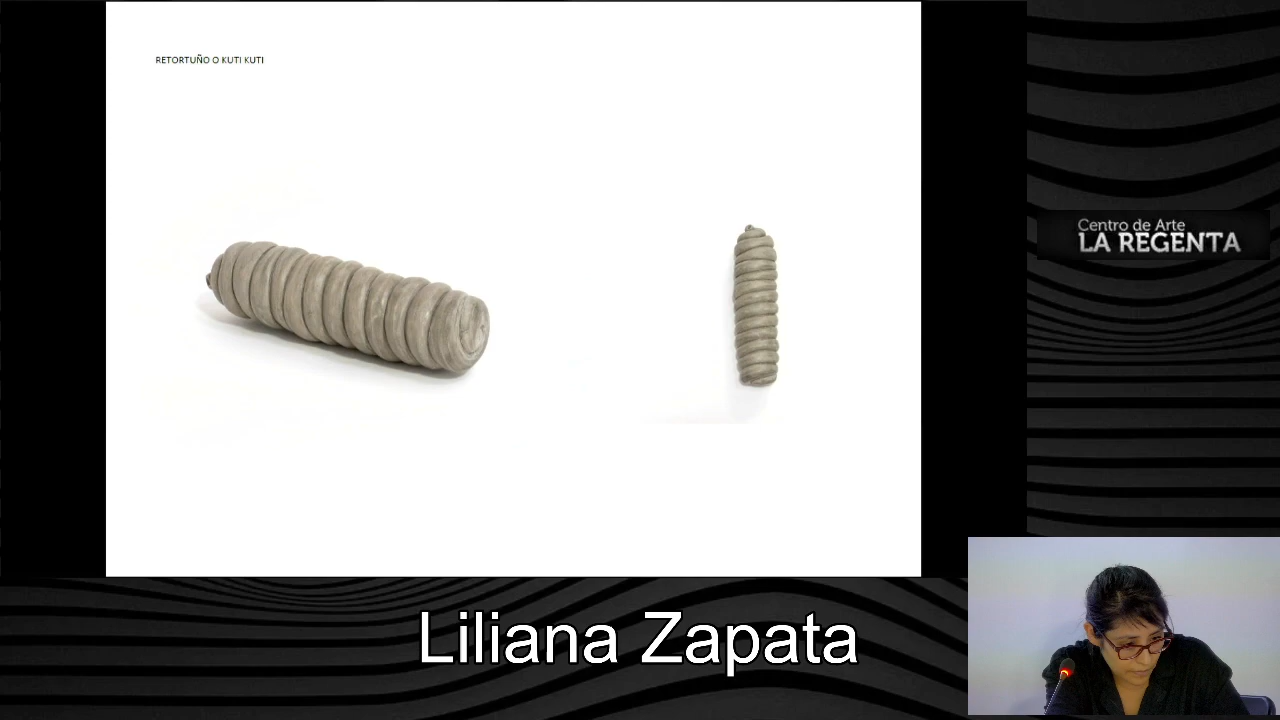 RETORTUÑO O KUTI KUTI
Centro de Arte
LA REGENTA
Liliana Zapata